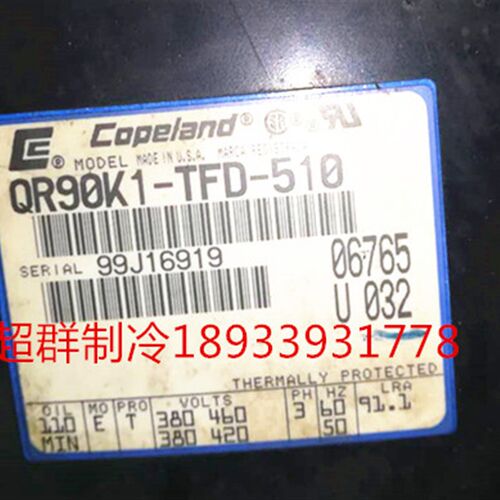 Copeland®
® MODEL MADE IN U.S.A. MARCA REGISTRADA
QR90K1-TFD-510
SERIAL 99J16919
06765
U 032
超群制冷18933931778
THERMALLY PROTECTED
OIL MO PRO VOLTS PH HZ LRA
110 E T 380 460 3 60 91.1
MIN 380 420 50